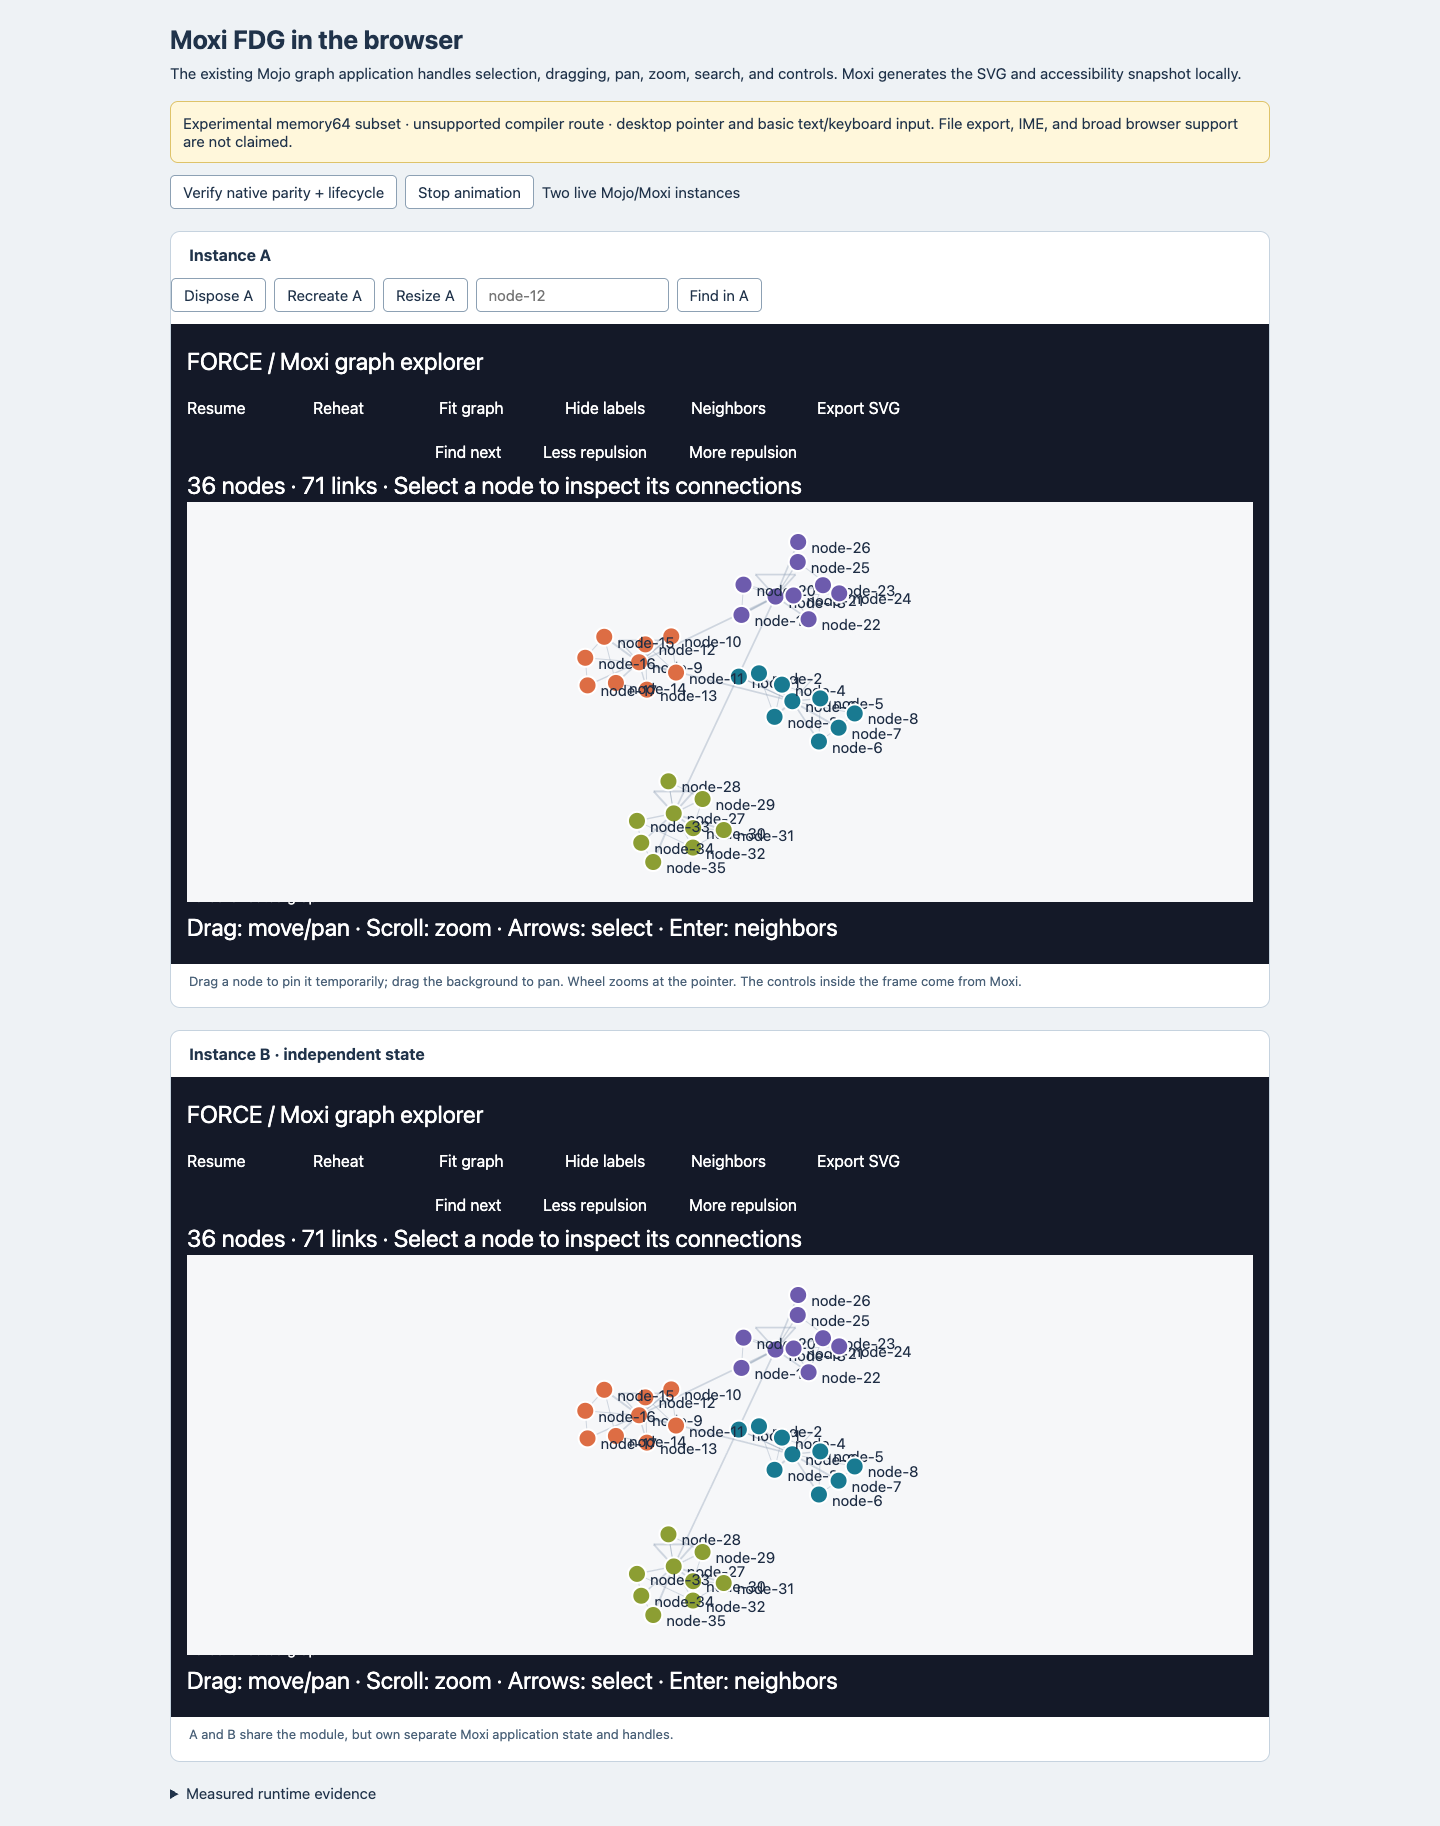 Moxi FDG in the browser
The existing Mojo graph application handles selection, dragging, pan, zoom, search, and controls. Moxi generates the SVG and accessibility snapshot locally.
Experimental memory64 subset · unsupported compiler route · desktop pointer and basic text/keyboard input. File export, IME, and broad browser support
are not claimed.
Verify native parity + lifecycle
Stop animation
Two live Mojo/Moxi instances
Instance A
Dispose A
Recreate A
Resize A
node-12
Find in A
FORCE / Moxi graph explorer
Resume
Reheat
Fit graph
Hide labels
Neighbors
Export SVG
Find next
Less repulsion
More repulsion
36 nodes · 71 links · Select a node to inspect its connections
node-26
node-25
node-24
node-22
node-10
node-15
node-12
node-16
node-11
node-14
node-13
node-4
node-8
node-7
node-6
node-28
node-29
node-27
node-33
node-31
node-34
node-32
node-35
Drag: move/pan · Scroll: zoom · Arrows: select · Enter: neighbors
Drag a node to pin it temporarily; drag the background to pan. Wheel zooms at the pointer. The controls inside the frame come from Moxi.
Instance B · independent state
FORCE / Moxi graph explorer
Resume
Reheat
Fit graph
Hide labels
Neighbors
Export SVG
Find next
Less repulsion
More repulsion
36 nodes · 71 links · Select a node to inspect its connections
node-26
node-25
node-24
node-22
node-10
node-15
node-12
node-16
node-11
node-14
node-13
node-4
node-8
node-7
node-6
node-28
node-29
node-27
node-33
node-31
node-34
node-32
node-35
Drag: move/pan · Scroll: zoom · Arrows: select · Enter: neighbors
A and B share the module, but own separate Moxi application state and handles.
Measured runtime evidence